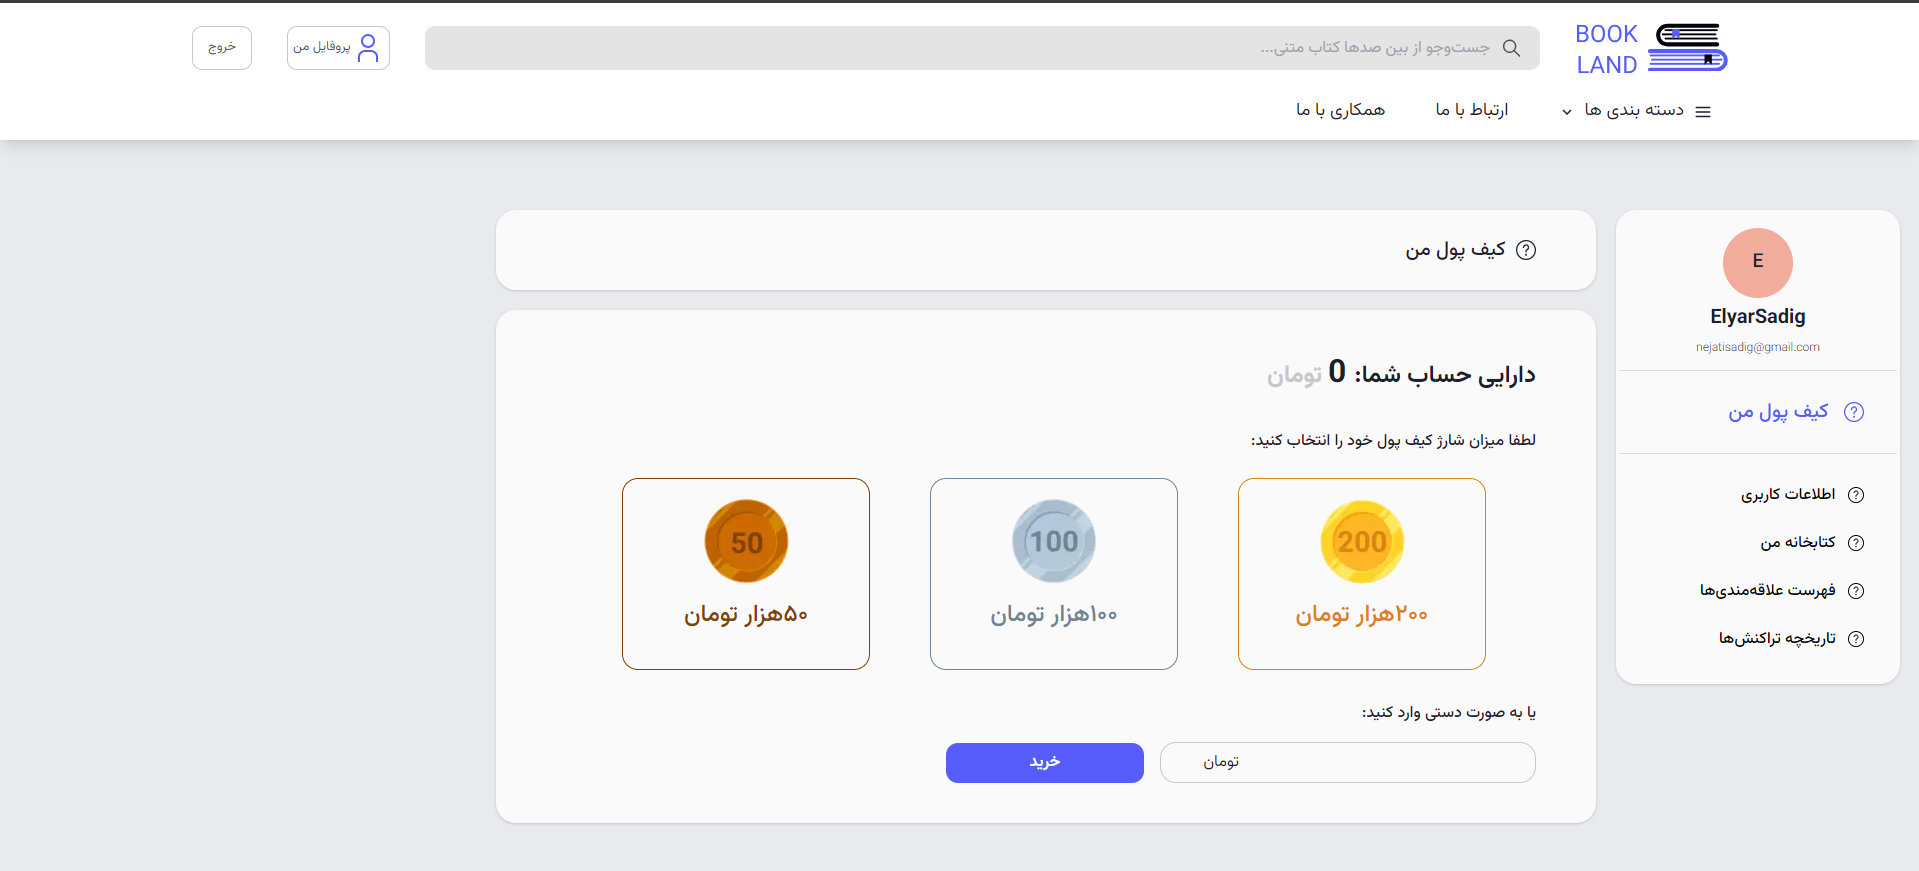 BOOK
LAND
جست‌وجو از بین صدها کتاب متنی...
پروفایل من
خروج
دسته بندی ها
ارتباط با ما
همکاری با ما
E
ElyarSadig
nejatisadig@gmail.com
کیف پول من
اطلاعات کاربری
کتابخانه من
فهرست علاقه‌مندی‌ها
تاریخچه تراکنش‌ها
کیف پول من
دارایی حساب شما: 0 تومان
لطفا میزان شارژ کیف پول خود را انتخاب کنید:
200
۲۰۰هزار تومان
100
۱۰۰هزار تومان
50
۵۰هزار تومان
یا به صورت دستی وارد کنید:
تومان
خرید